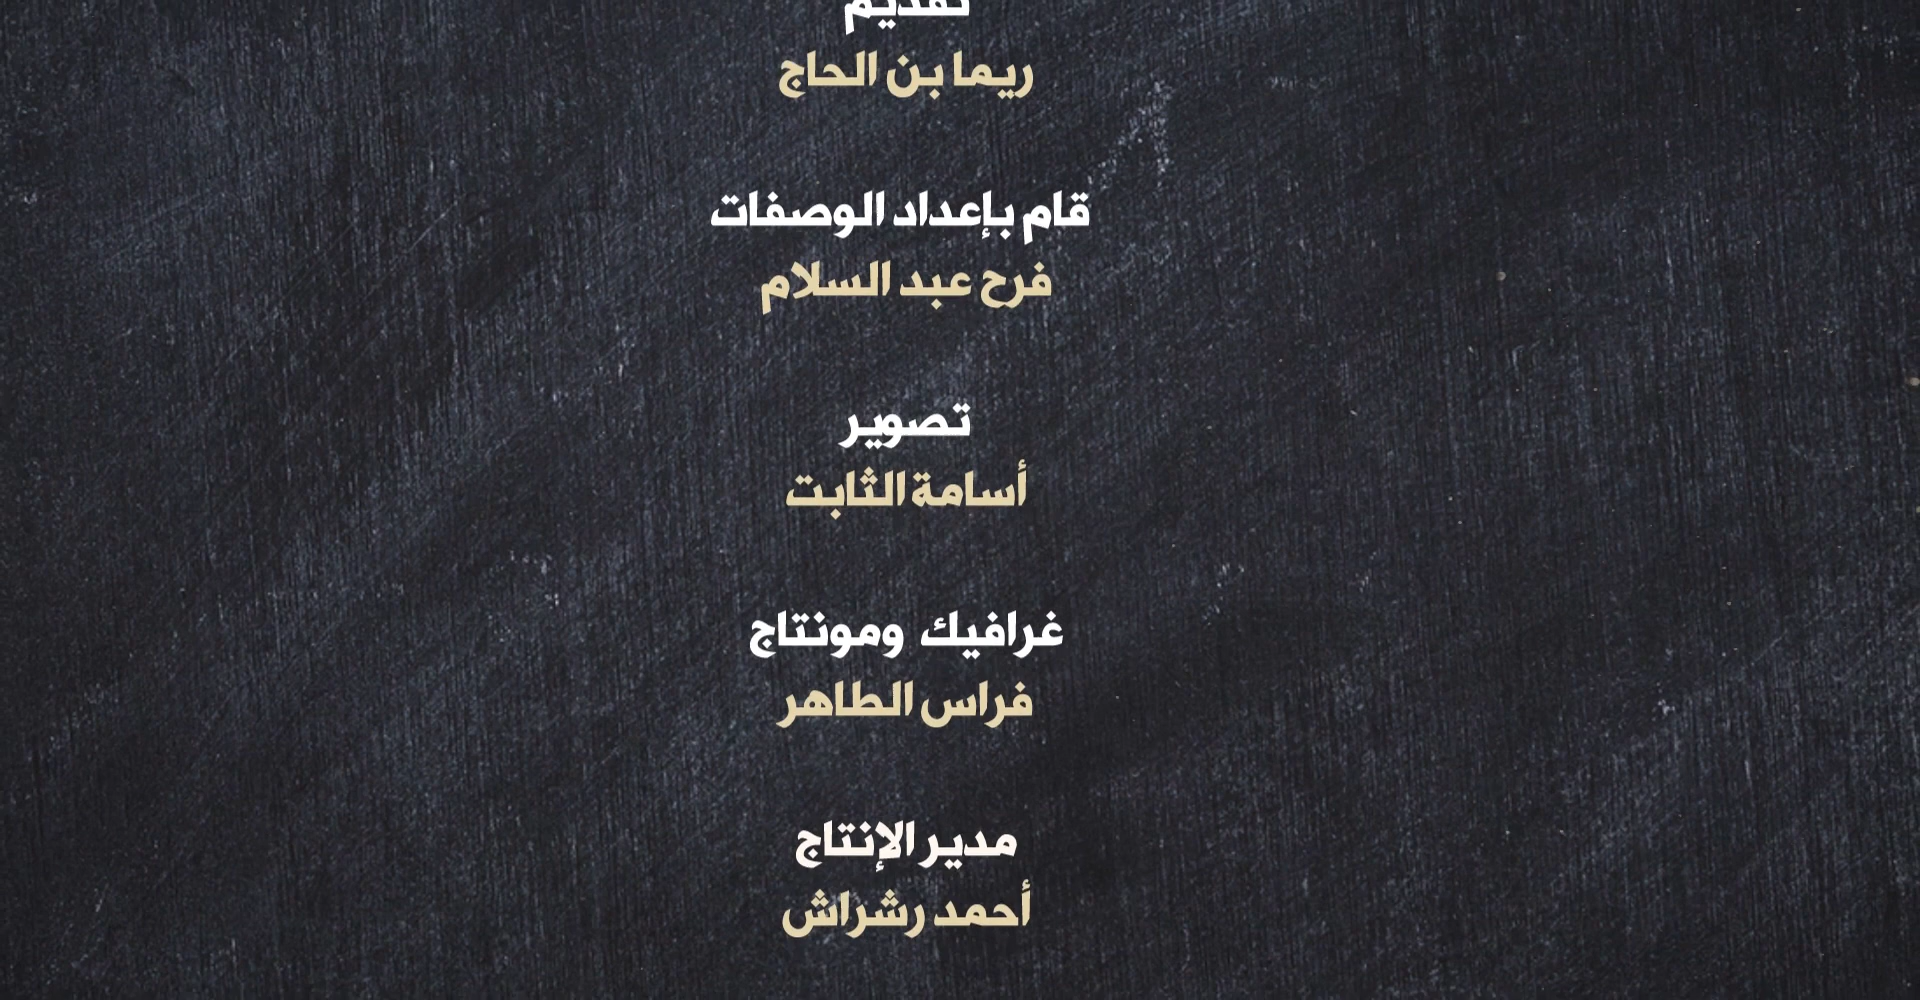 تقديم
ريما بن الحاج
قام بإعداد الوصفات
فرح عبد السلام
تصوير
أسامة الثابت
غرافيك ومونتاج
فراس الطاهر
مدير الإنتاج
أحمد رشراش